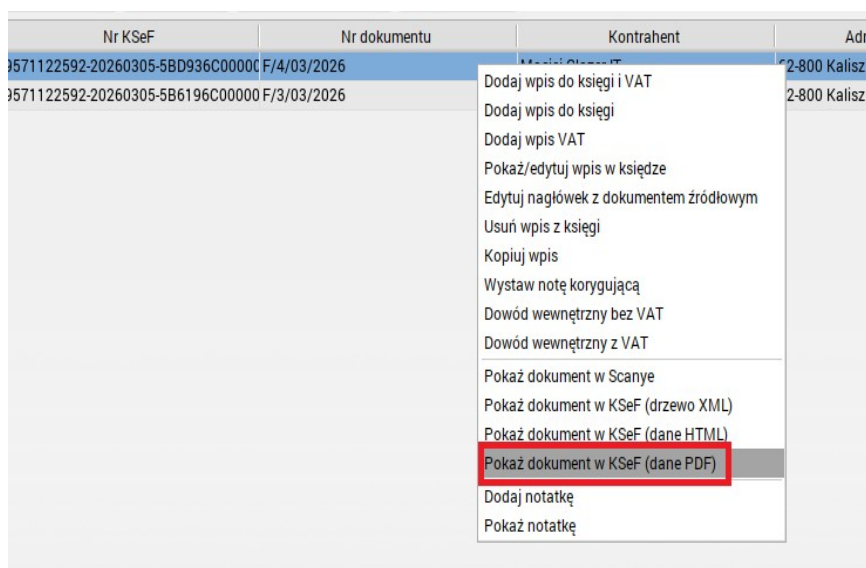 Nr KSeF Nr dokumentu Kontrahent Adr
9571122592-20260305-5BD936C00000 F/4/03/2026 62-800 Kalisz
9571122592-20260305-5B6196C00000 F/3/03/2026 2-800 Kalisz
Dodaj wpis do księgi i VAT
Dodaj wpis do księgi
Dodaj wpis VAT
Pokaż/edytuj wpis w księdze
Edytuj nagłówek z dokumentem źródłowym
Usuń wpis z księgi
Kopiuj wpis
Wystaw notę korygującą
Dowód wewnętrzny bez VAT
Dowód wewnętrzny z VAT
Pokaż dokument w Scanye
Pokaż dokument w KSeF (drzewo XML)
Pokaż dokument w KSeF (dane HTML)
Pokaż dokument w KSeF (dane PDF)
Dodaj notatkę
Pokaż notatkę